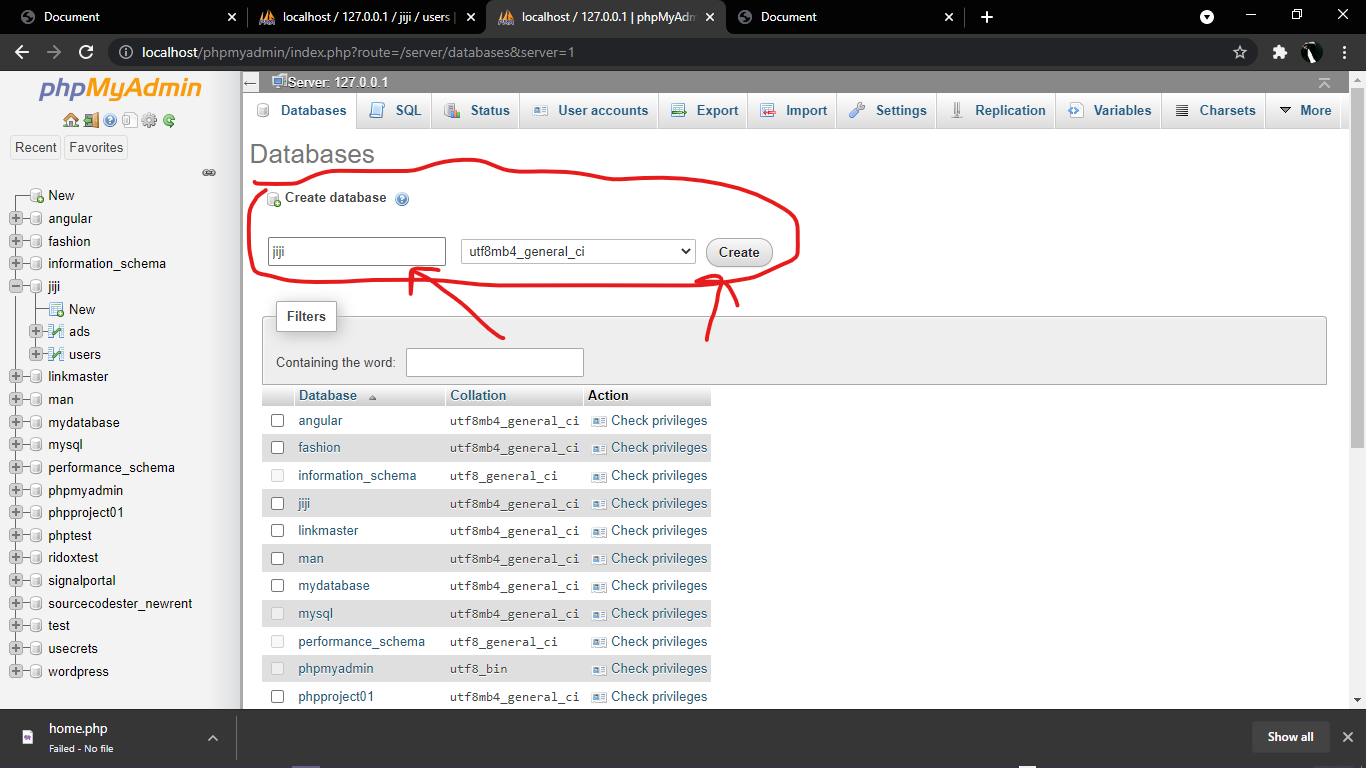 Document
localhost / 127.0.0.1 / jiji / users |
localhost / 127.0.0.1 | phpMyAdm
Document
localhost/phpmyadmin/index.php?route=/server/databases&server=1
phpMyAdmin
Recent Favorites
New
angular
fashion
information_schema
jiji
New
ads
users
linkmaster
man
mydatabase
mysql
performance_schema
phpmyadmin
phpproject01
phptest
ridoxtest
signalportal
sourcecodester_newrent
test
usecrets
wordpress
Server: 127.0.0.1
Databases SQL Status User accounts Export Import Settings Replication Variables Charsets More
Databases
Create database
jiji utf8mb4_general_ci Create
Filters
Containing the word:
Database Collation Action
angular utf8mb4_general_ci Check privileges
fashion utf8mb4_general_ci Check privileges
information_schema utf8_general_ci Check privileges
jiji utf8mb4_general_ci Check privileges
linkmaster utf8mb4_general_ci Check privileges
man utf8mb4_general_ci Check privileges
mydatabase utf8mb4_general_ci Check privileges
mysql utf8mb4_general_ci Check privileges
performance_schema utf8_general_ci Check privileges
phpmyadmin utf8_bin Check privileges
phpproject01 utf8mb4_general_ci Check privileges
home.php
Failed - No file
Show all